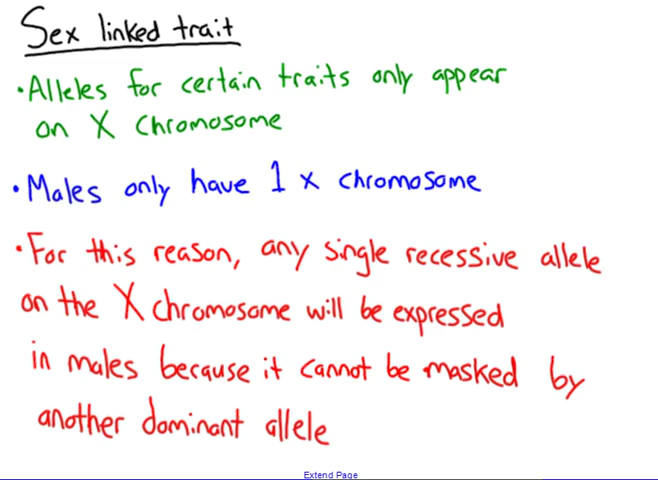 Sex linked trait
• Alleles for certain traits only appear
on X chromosome
• Males only have 1 x chromosome
• For this reason, any single recessive allele
on the X chromosome will be expressed
in males because it cannot be masked by
another dominant allele
Extend Page